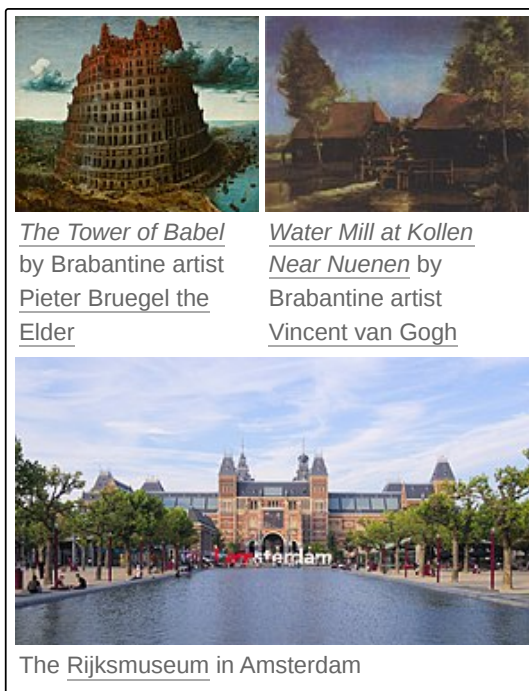 The Tower of Babel
by Brabantine artist
Pieter Bruegel the
Elder
Water Mill at Kollen
Near Nuenen by
Brabantine artist
Vincent van Gogh
I amsterdam
The Rijksmuseum in Amsterdam